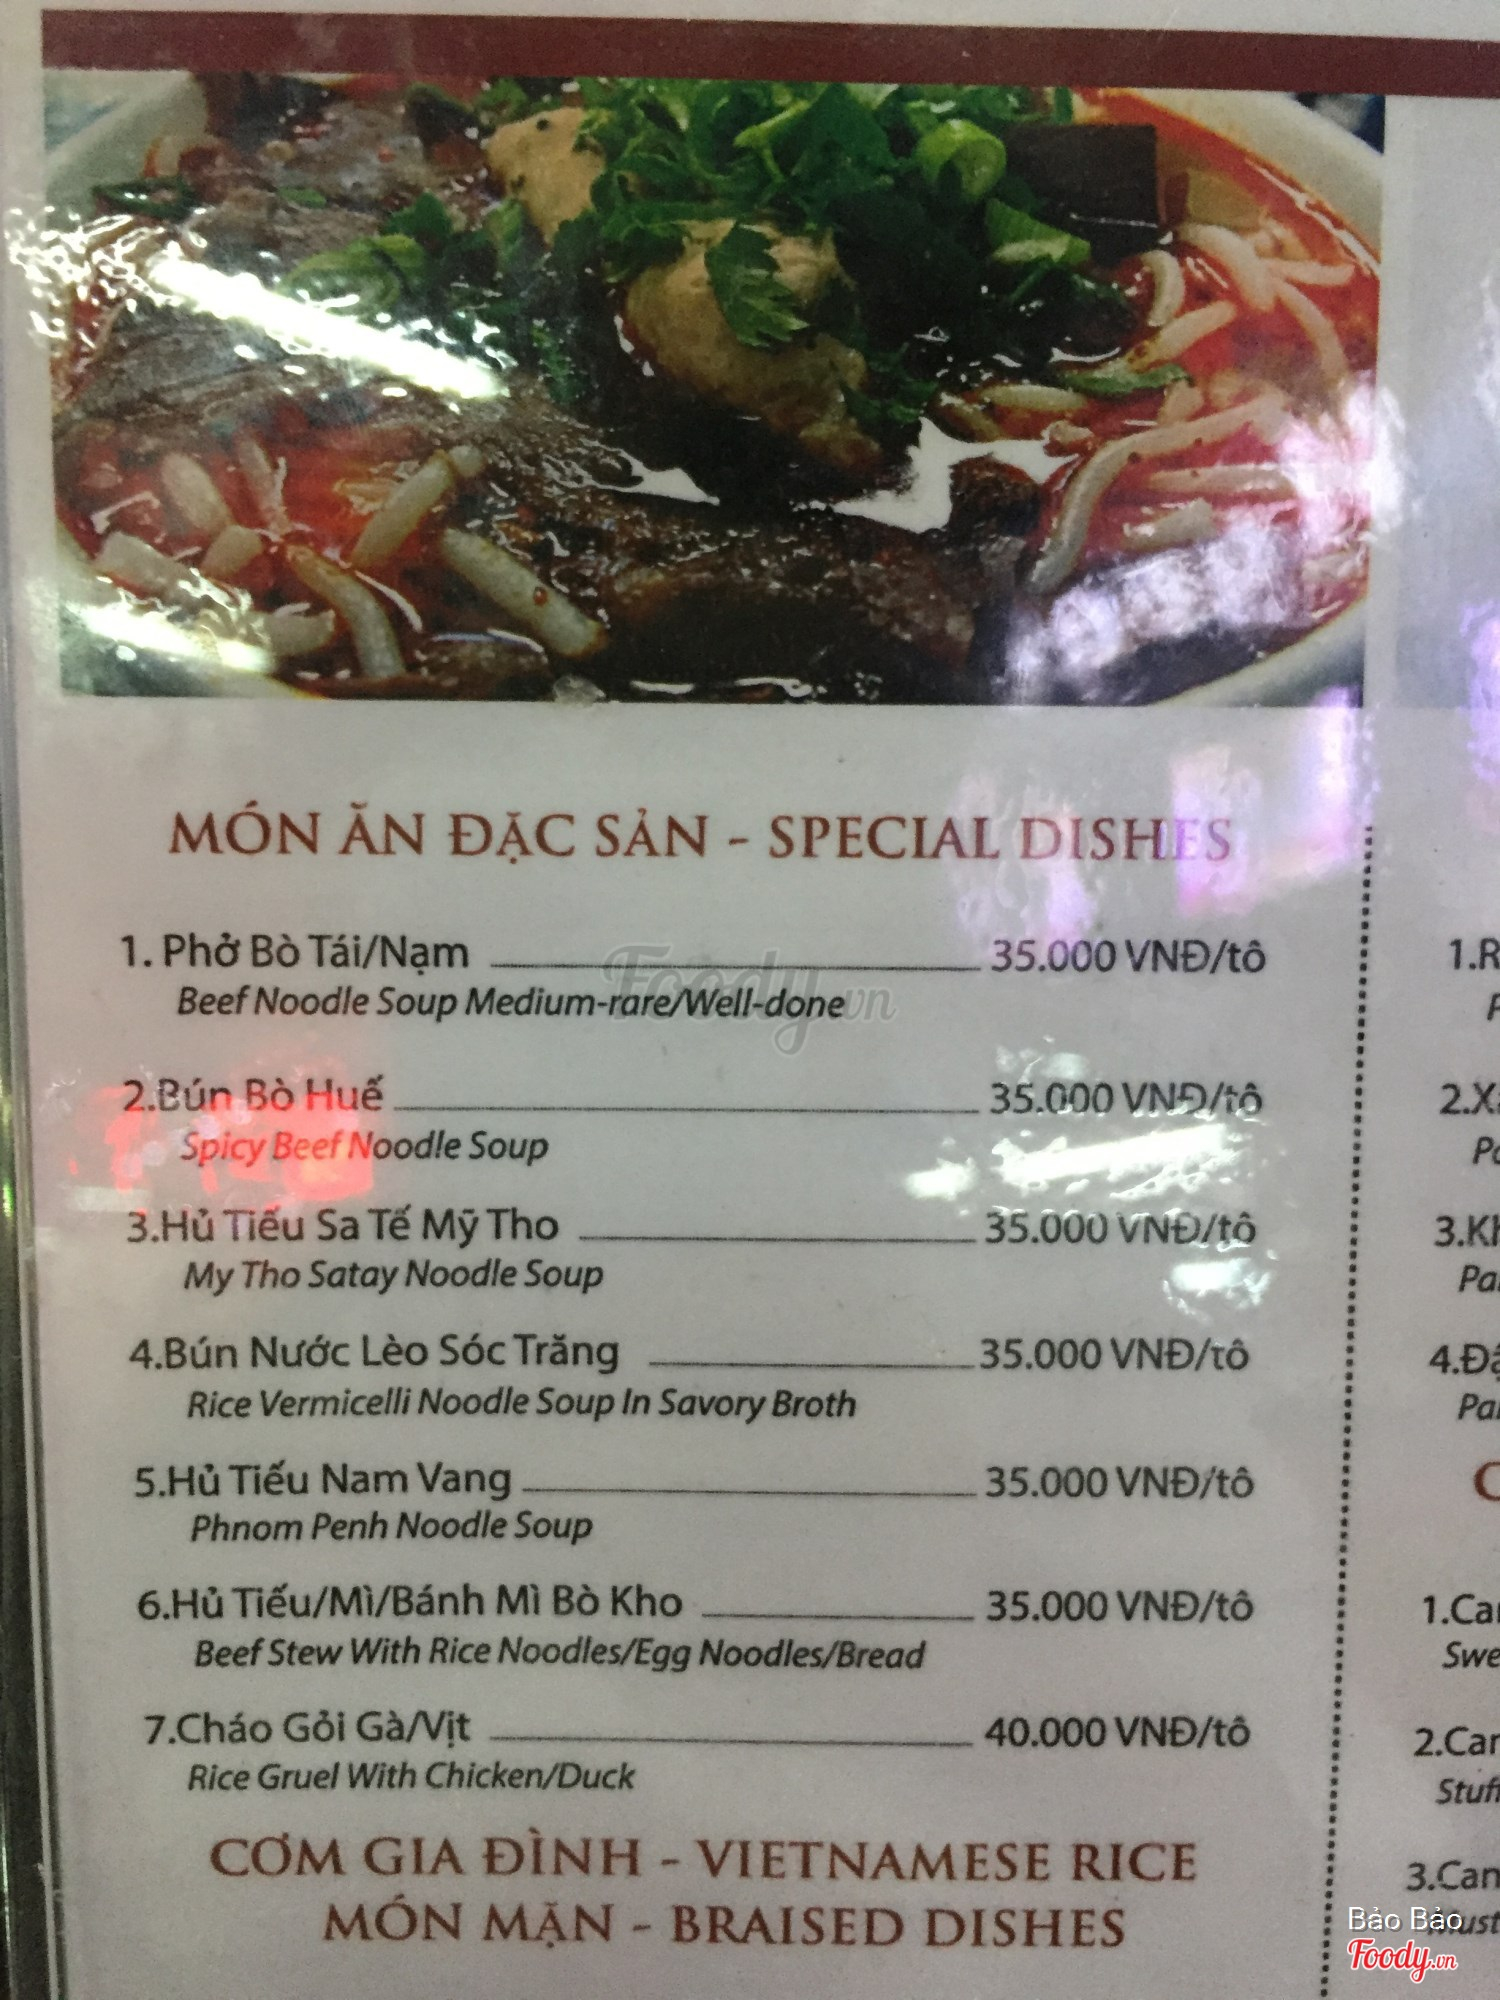 MÓN ĂN ĐẶC SẢN - SPECIAL DISHES
1. Phở Bò Tái/Nạm 35.000 VNĐ/tô
Beef Noodle Soup Medium-rare/Well-done
2.Bún Bò Huế 35.000 VNĐ/tô
Spicy Beef Noodle Soup
3.Hủ Tiếu Sa Tế Mỹ Tho 35.000 VNĐ/tô
My Tho Satay Noodle Soup
4.Bún Nước Lèo Sóc Trăng 35.000 VNĐ/tô
Rice Vermicelli Noodle Soup In Savory Broth
5.Hủ Tiếu Nam Vang 35.000 VNĐ/tô
Phnom Penh Noodle Soup
6.Hủ Tiếu/Mì/Bánh Mì Bò Kho 35.000 VNĐ/tô
Beef Stew With Rice Noodles/Egg Noodles/Bread
7.Cháo Gỏi Gà/Vịt 40.000 VNĐ/tô
Rice Gruel With Chicken/Duck
CƠM GIA ĐÌNH - VIETNAMESE RICE
MÓN MẶN - BRAISED DISHES
Foody.vn
Bảo Bảo
Foody.vn